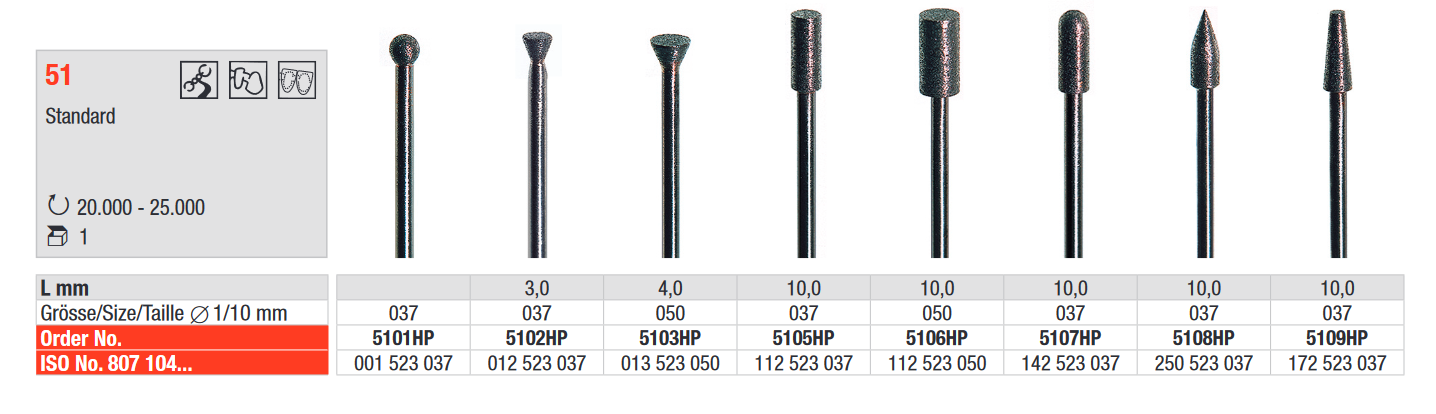 51
Standard
20.000 - 25.000
1
L mm 3,0 4,0 10,0 10,0 10,0 10,0 10,0
Grösse/Size/Taille ∅ 1/10 mm 037 037 050 037 050 037 037 037
Order No. 5101HP 5102HP 5103HP 5105HP 5106HP 5107HP 5108HP 5109HP
ISO No. 807 104... 001 523 037 012 523 037 013 523 050 112 523 037 112 523 050 142 523 037 250 523 037 172 523 037